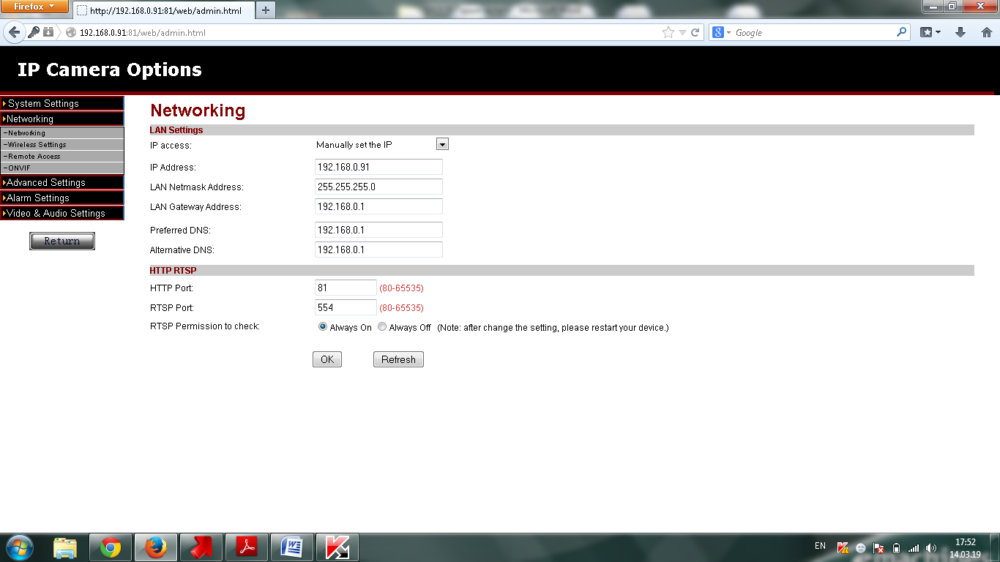 Firefox
http://192.168.0.91:81/web/admin.html
192.168.0.91:81/web/admin.html
Google
IP Camera Options
System Settings
Networking
-Networking
-Wireless Settings
-Remote Access
-ONVIF
Advanced Settings
Alarm Settings
Video & Audio Settings
Return
Networking
LAN Settings
IP access: Manually set the IP
IP Address: 192.168.0.91
LAN Netmask Address: 255.255.255.0
LAN Gateway Address: 192.168.0.1
Preferred DNS: 192.168.0.1
Alternative DNS: 192.168.0.1
HTTP RTSP
HTTP Port: 81 (80-65535)
RTSP Port: 554 (80-65535)
RTSP Permission to check: Always On Always Off (Note: after change the setting, please restart your device.)
OK Refresh
EN
17:52
14.03.19